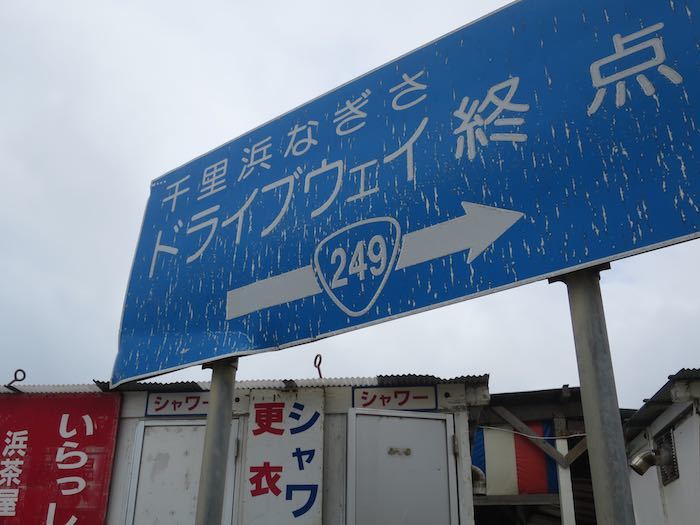 千里浜なぎさ
ドライブウェイ終点
249
シャワー
シャワー
シャワ
更衣
いらっし
浜茶屋